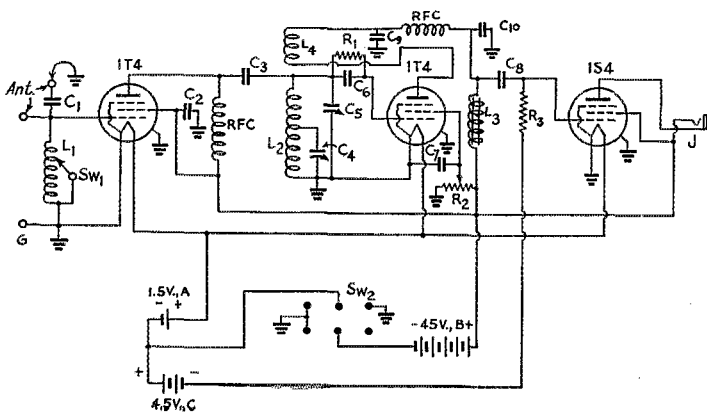 RFC
C10
R1
C9
L4
1T4
C3
1T4
C8
1S4
Ant.
C1
C2
C6
C5
RFC
L3
R3
L1
L2
C4
C7
J
SW1
R2
G
1.5V., A
- +
SW2
- 45V., B+
+ -
4.5V., C